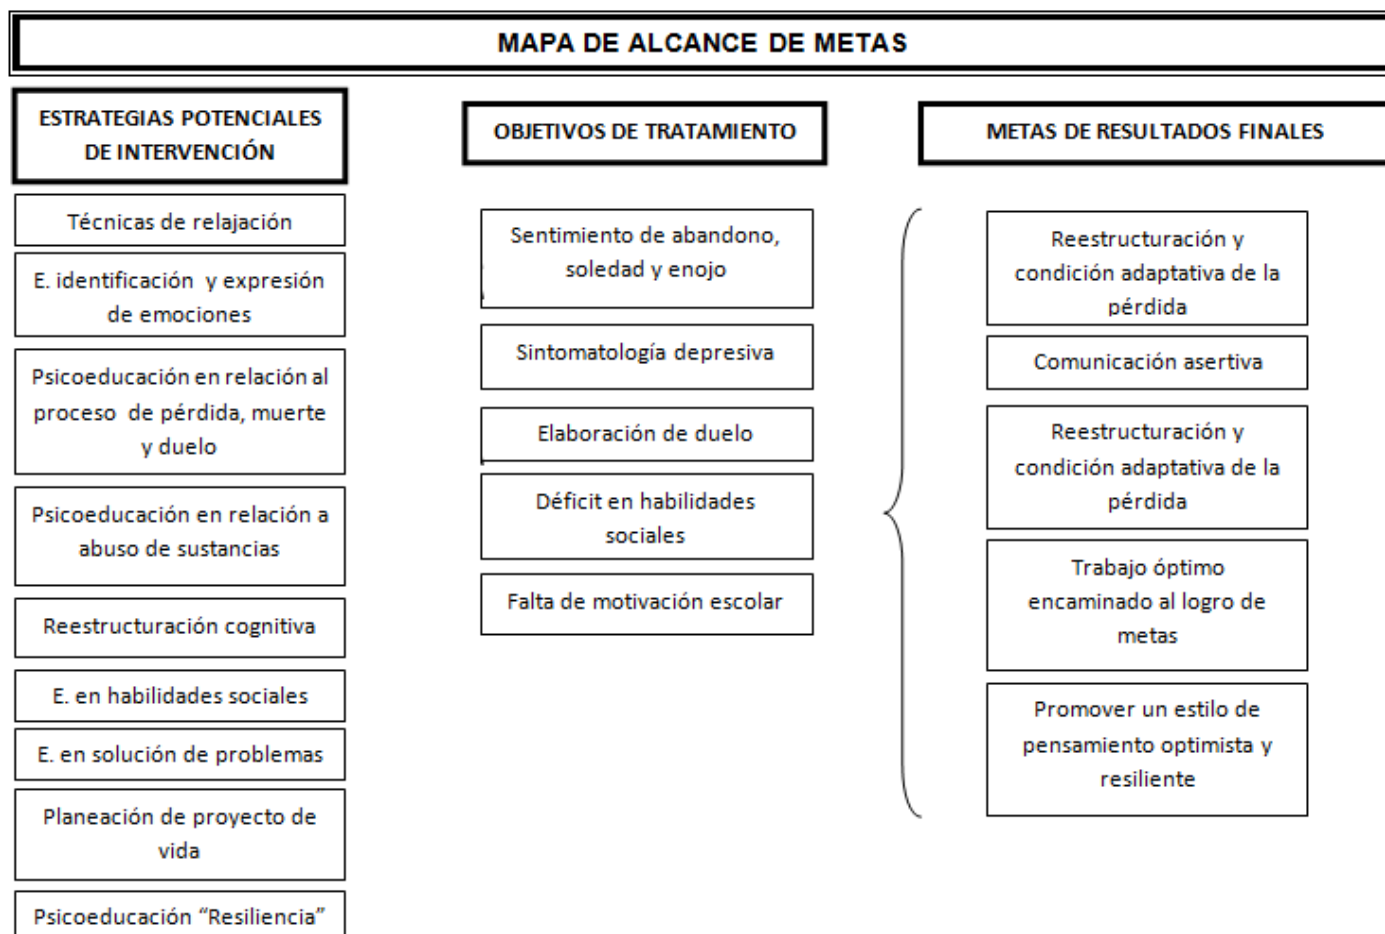 MAPA DE ALCANCE DE METAS
ESTRATEGIAS POTENCIALES
DE INTERVENCIÓN
Técnicas de relajación
E. identificación y expresión
de emociones
Psicoeducación en relación al
proceso de pérdida, muerte
y duelo
Psicoeducación en relación a
abuso de sustancias
Reestructuración cognitiva
E. en habilidades sociales
E. en solución de problemas
Planeación de proyecto de
vida
Psicoeducación “Resiliencia”
OBJETIVOS DE TRATAMIENTO
Sentimiento de abandono,
soledad y enojo
Sintomatología depresiva
Elaboración de duelo
Déficit en habilidades
sociales
Falta de motivación escolar
METAS DE RESULTADOS FINALES
Reestructuración y
condición adaptativa de la
pérdida
Comunicación asertiva
Reestructuración y
condición adaptativa de la
pérdida
Trabajo óptimo
encaminado al logro de
metas
Promover un estilo de
pensamiento optimista y
resiliente